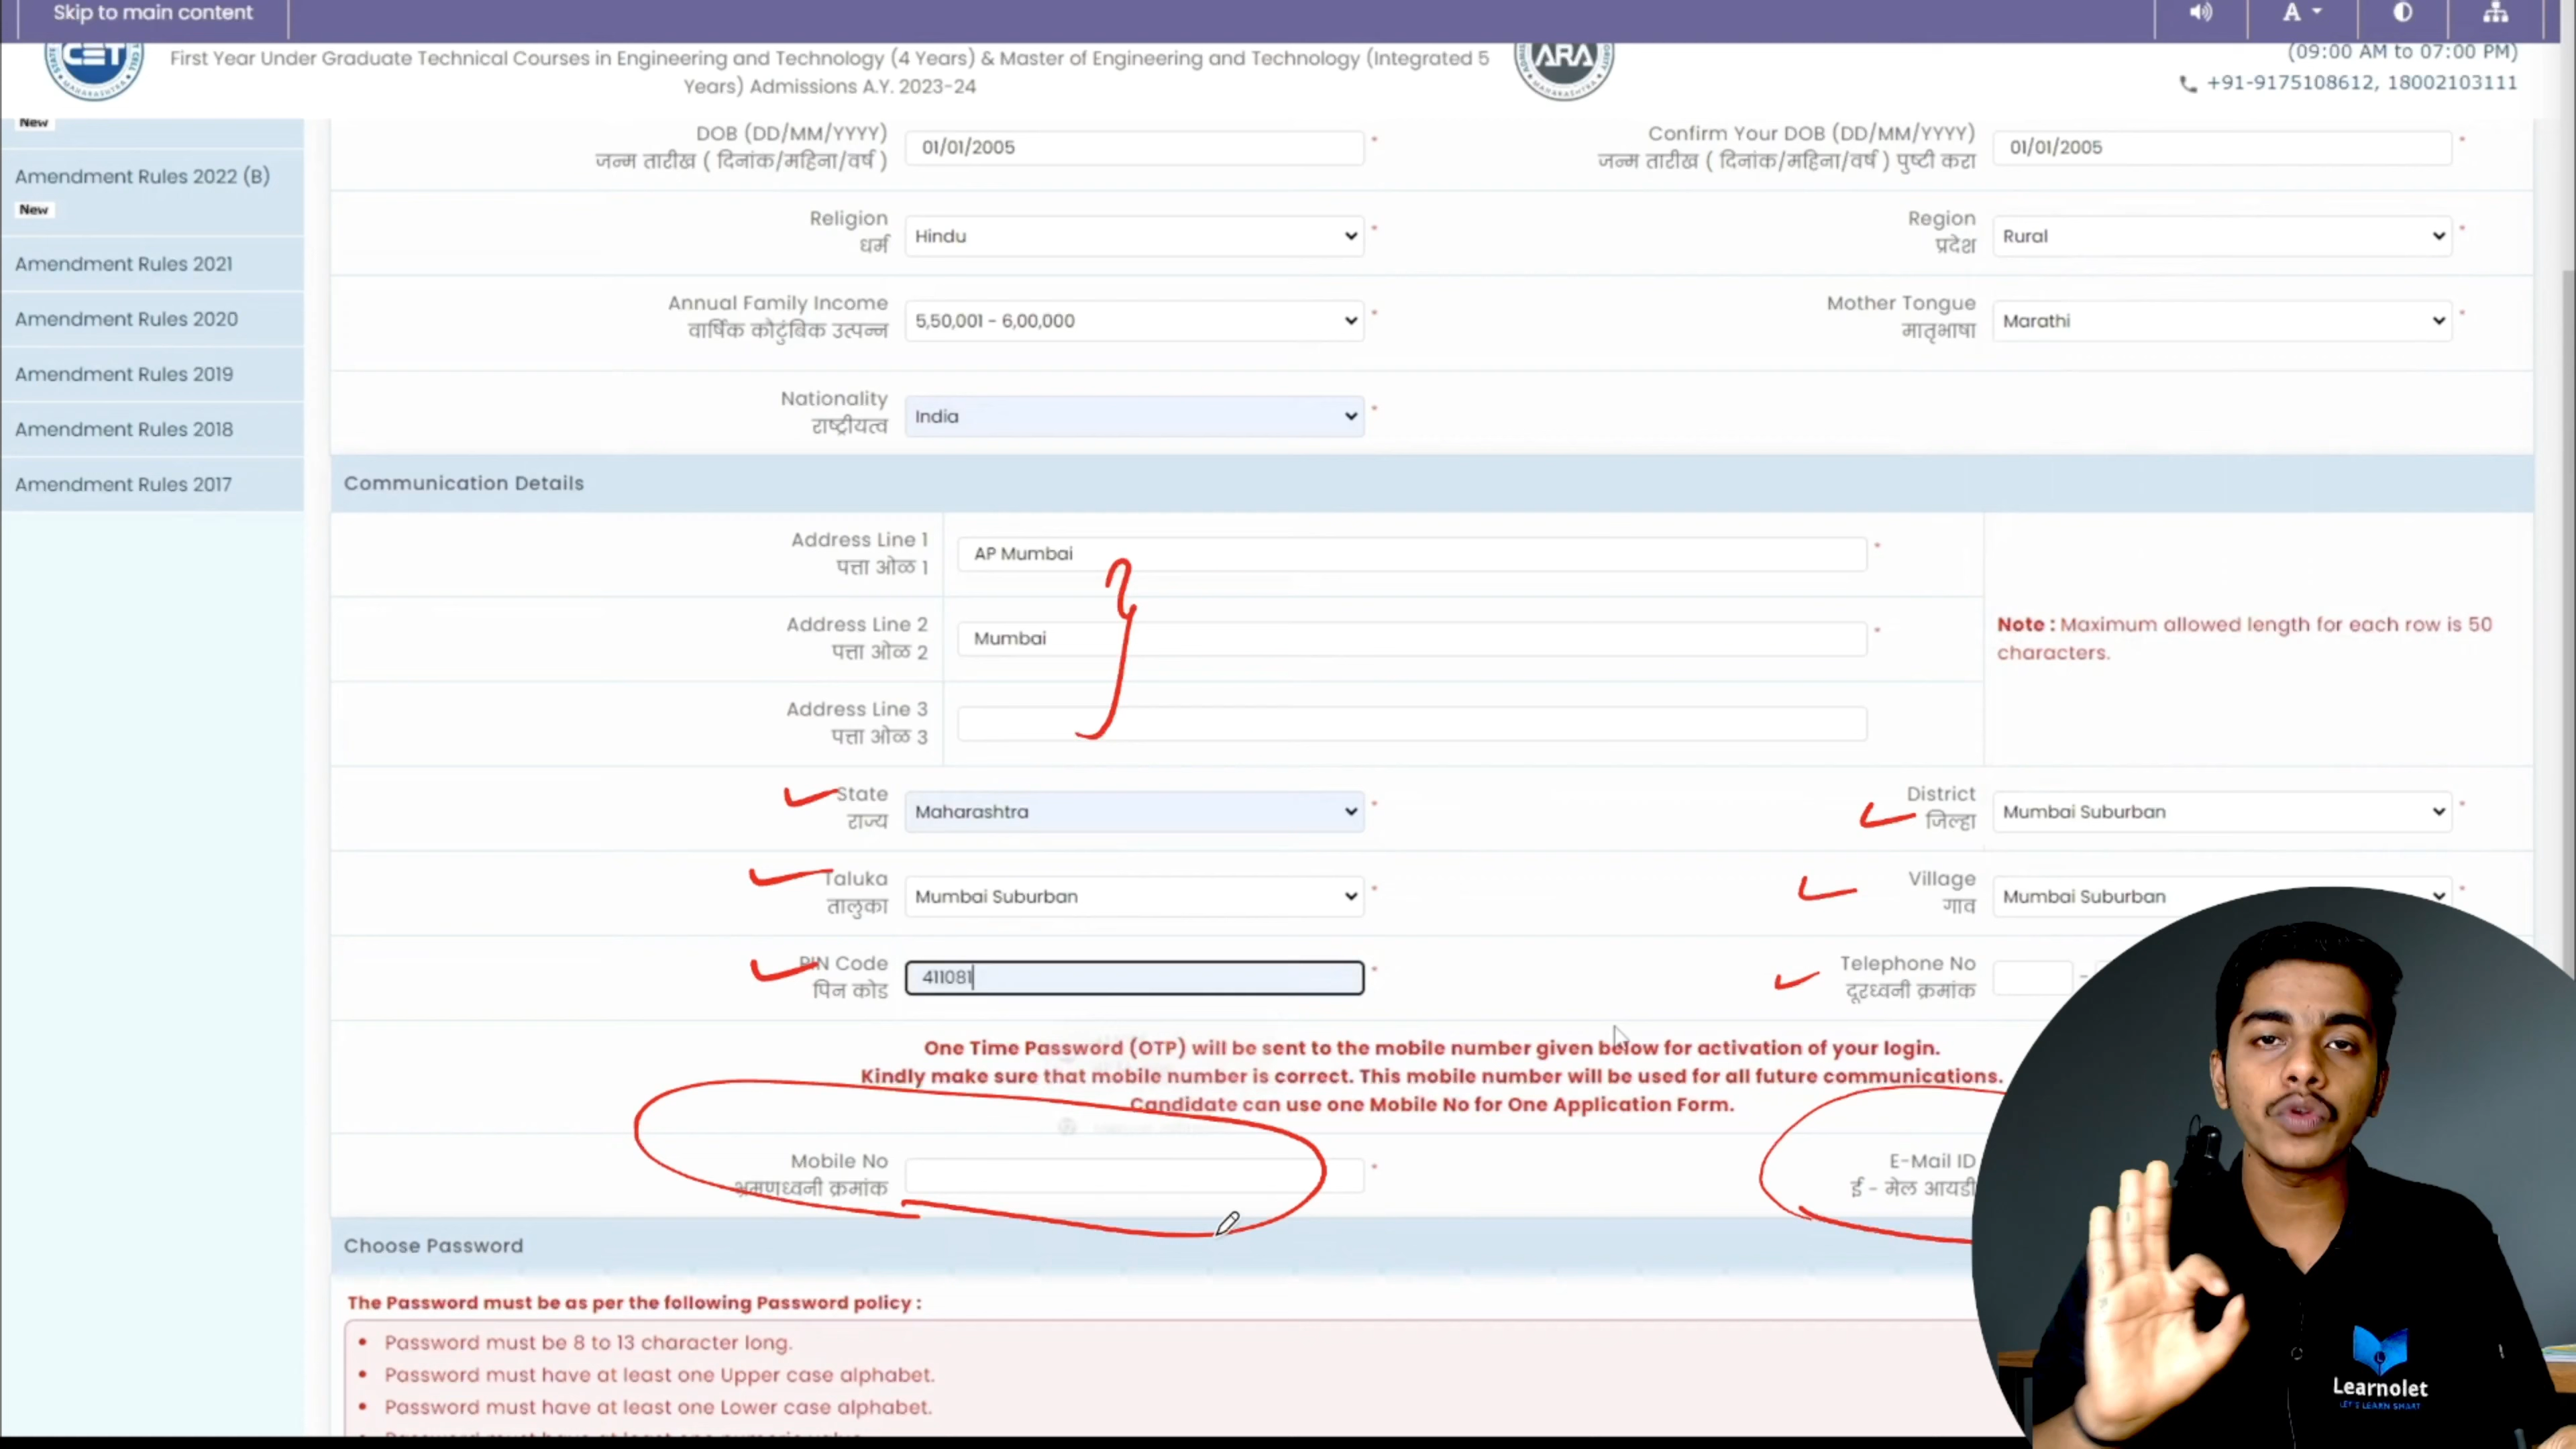 Skip to main content
A
CET
First Year Under Graduate Technical Courses in Engineering and Technology (4 Years) & Master of Engineering and Technology (Integrated 5
Years) Admissions A.Y. 2023-24
ARA
(09:00 AM to 07:00 PM)
+91-9175108612, 18002103111
New
Amendment Rules 2022 (B)
New
Amendment Rules 2021
Amendment Rules 2020
Amendment Rules 2019
Amendment Rules 2018
Amendment Rules 2017
DOB (DD/MM/YYYY)
जन्म तारीख ( दिनांक/महिना/वर्ष )
01/01/2005 *
Confirm Your DOB (DD/MM/YYYY)
जन्म तारीख ( दिनांक/महिना/वर्ष ) पुष्टी करा
01/01/2005 *
Religion
धर्म
Hindu *
Region
प्रदेश
Rural *
Annual Family Income
वार्षिक कौटुंबिक उत्पन्न
5,50,001 - 6,00,000 *
Mother Tongue
मातृभाषा
Marathi *
Nationality
राष्ट्रीयत्व
India *
Communication Details
Address Line 1
पत्ता ओळ 1
AP Mumbai *
Address Line 2
पत्ता ओळ 2
Mumbai *
Address Line 3
पत्ता ओळ 3
Note : Maximum allowed length for each row is 50
characters.
State
राज्य
Maharashtra *
District
जिल्हा
Mumbai Suburban *
Taluka
तालुका
Mumbai Suburban *
Village
गाव
Mumbai Suburban *
PIN Code
पिन कोड
411081 *
Telephone No
दूरध्वनी क्रमांक
-
One Time Password (OTP) will be sent to the mobile number given below for activation of your login.
Kindly make sure that mobile number is correct. This mobile number will be used for all future communications.
Candidate can use one Mobile No for One Application Form.
Mobile No
भ्रमणध्वनी क्रमांक
*
E-Mail ID
ई - मेल आयडी
Choose Password
The Password must be as per the following Password policy :
• Password must be 8 to 13 character long.
• Password must have at least one Upper case alphabet.
• Password must have at least one Lower case alphabet.
Learnolet
LET'S LEARN SMART